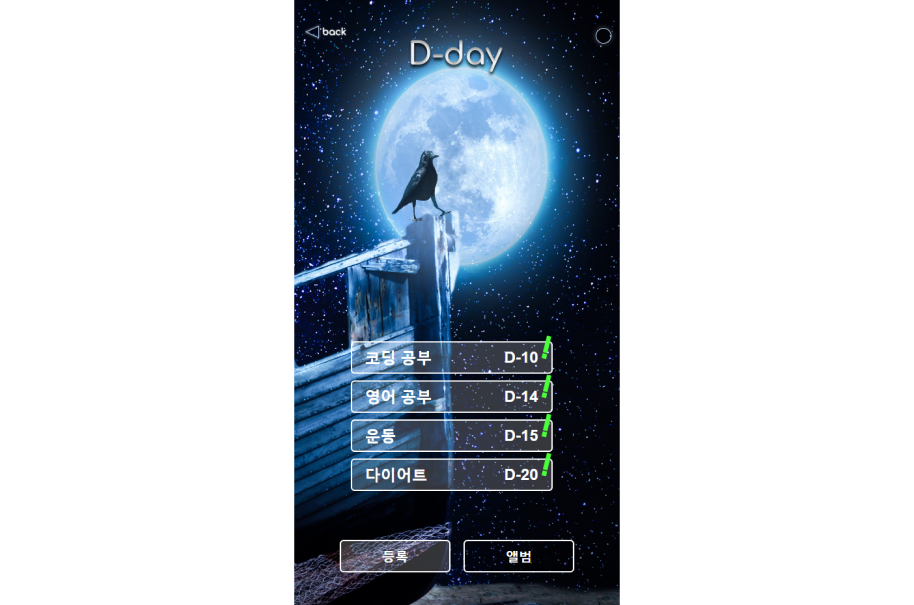 back
D-day
코딩 공부 D-10 !
영어 공부 D-14 !
운동 D-15 !
다이어트 D-20 !
등록 앨범